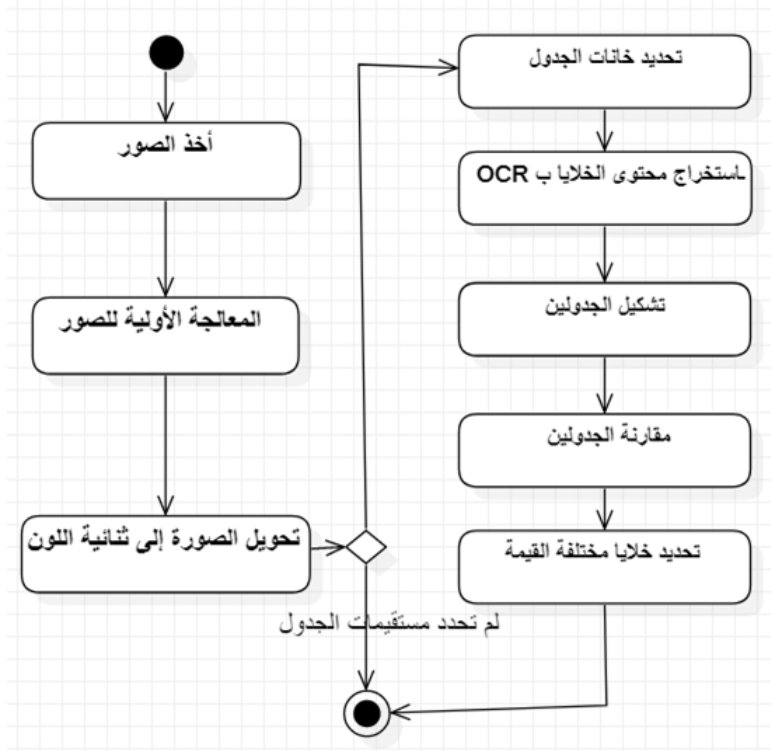 أخذ الصور
المعالجة الأولية للصور
تحويل الصورة إلى ثنائية اللون
لم تحدد مستقيمات الجدول
تحديد خانات الجدول
استخراج محتوى الخلايا ب OCR
تشكيل الجدولين
مقارنة الجدولين
تحديد خلايا مختلفة القيمة